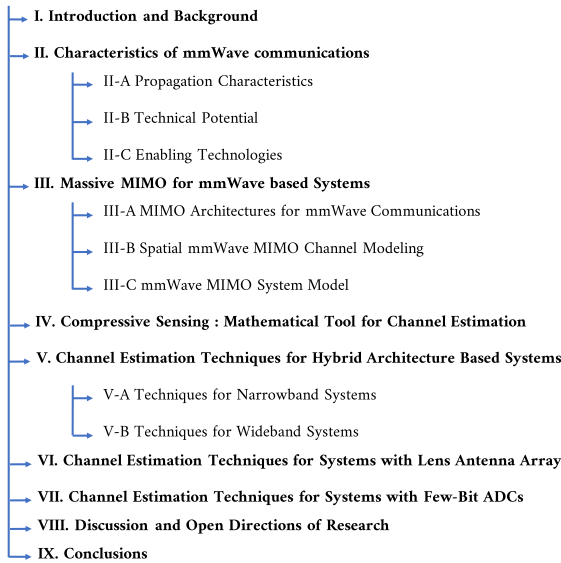 I. Introduction and Background
II. Characteristics of mmWave communications
II-A Propagation Characteristics
II-B Technical Potential
II-C Enabling Technologies
III. Massive MIMO for mmWave based Systems
III-A MIMO Architectures for mmWave Communications
III-B Spatial mmWave MIMO Channel Modeling
III-C mmWave MIMO System Model
IV. Compressive Sensing : Mathematical Tool for Channel Estimation
V. Channel Estimation Techniques for Hybrid Architecture Based Systems
V-A Techniques for Narrowband Systems
V-B Techniques for Wideband Systems
VI. Channel Estimation Techniques for Systems with Lens Antenna Array
VII. Channel Estimation Techniques for Systems with Few-Bit ADCs
VIII. Discussion and Open Directions of Research
IX. Conclusions